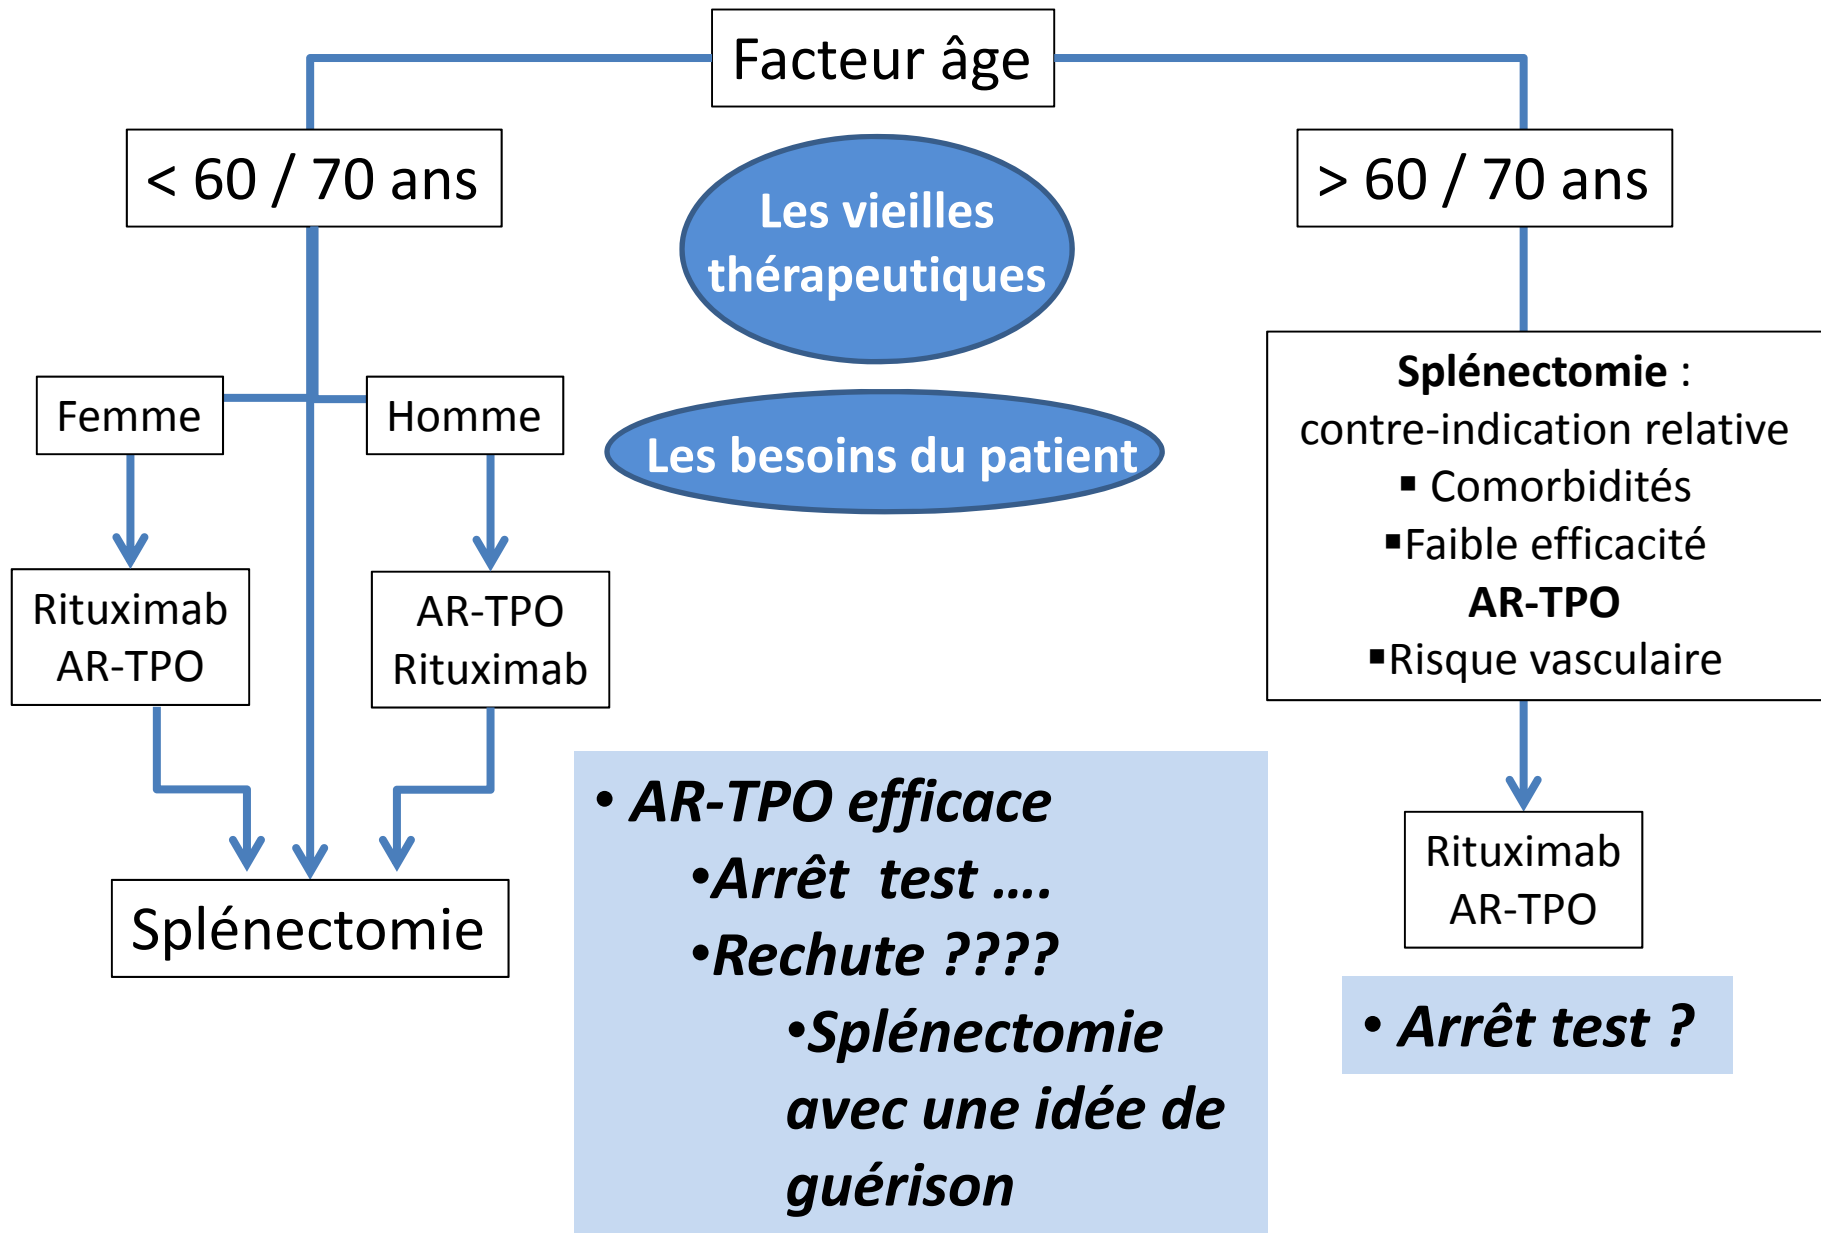 Facteur âge
< 60 / 70 ans
> 60 / 70 ans
Les vieilles
thérapeutiques
Les besoins du patient
Femme
Homme
Rituximab
AR-TPO
AR-TPO
Rituximab
Splénectomie
Splénectomie :
contre-indication relative
▪ Comorbidités
▪Faible efficacité
AR-TPO
▪Risque vasculaire
Rituximab
AR-TPO
• AR-TPO efficace
•Arrêt test ....
•Rechute ????
•Splénectomie
avec une idée de
guérison
• Arrêt test ?